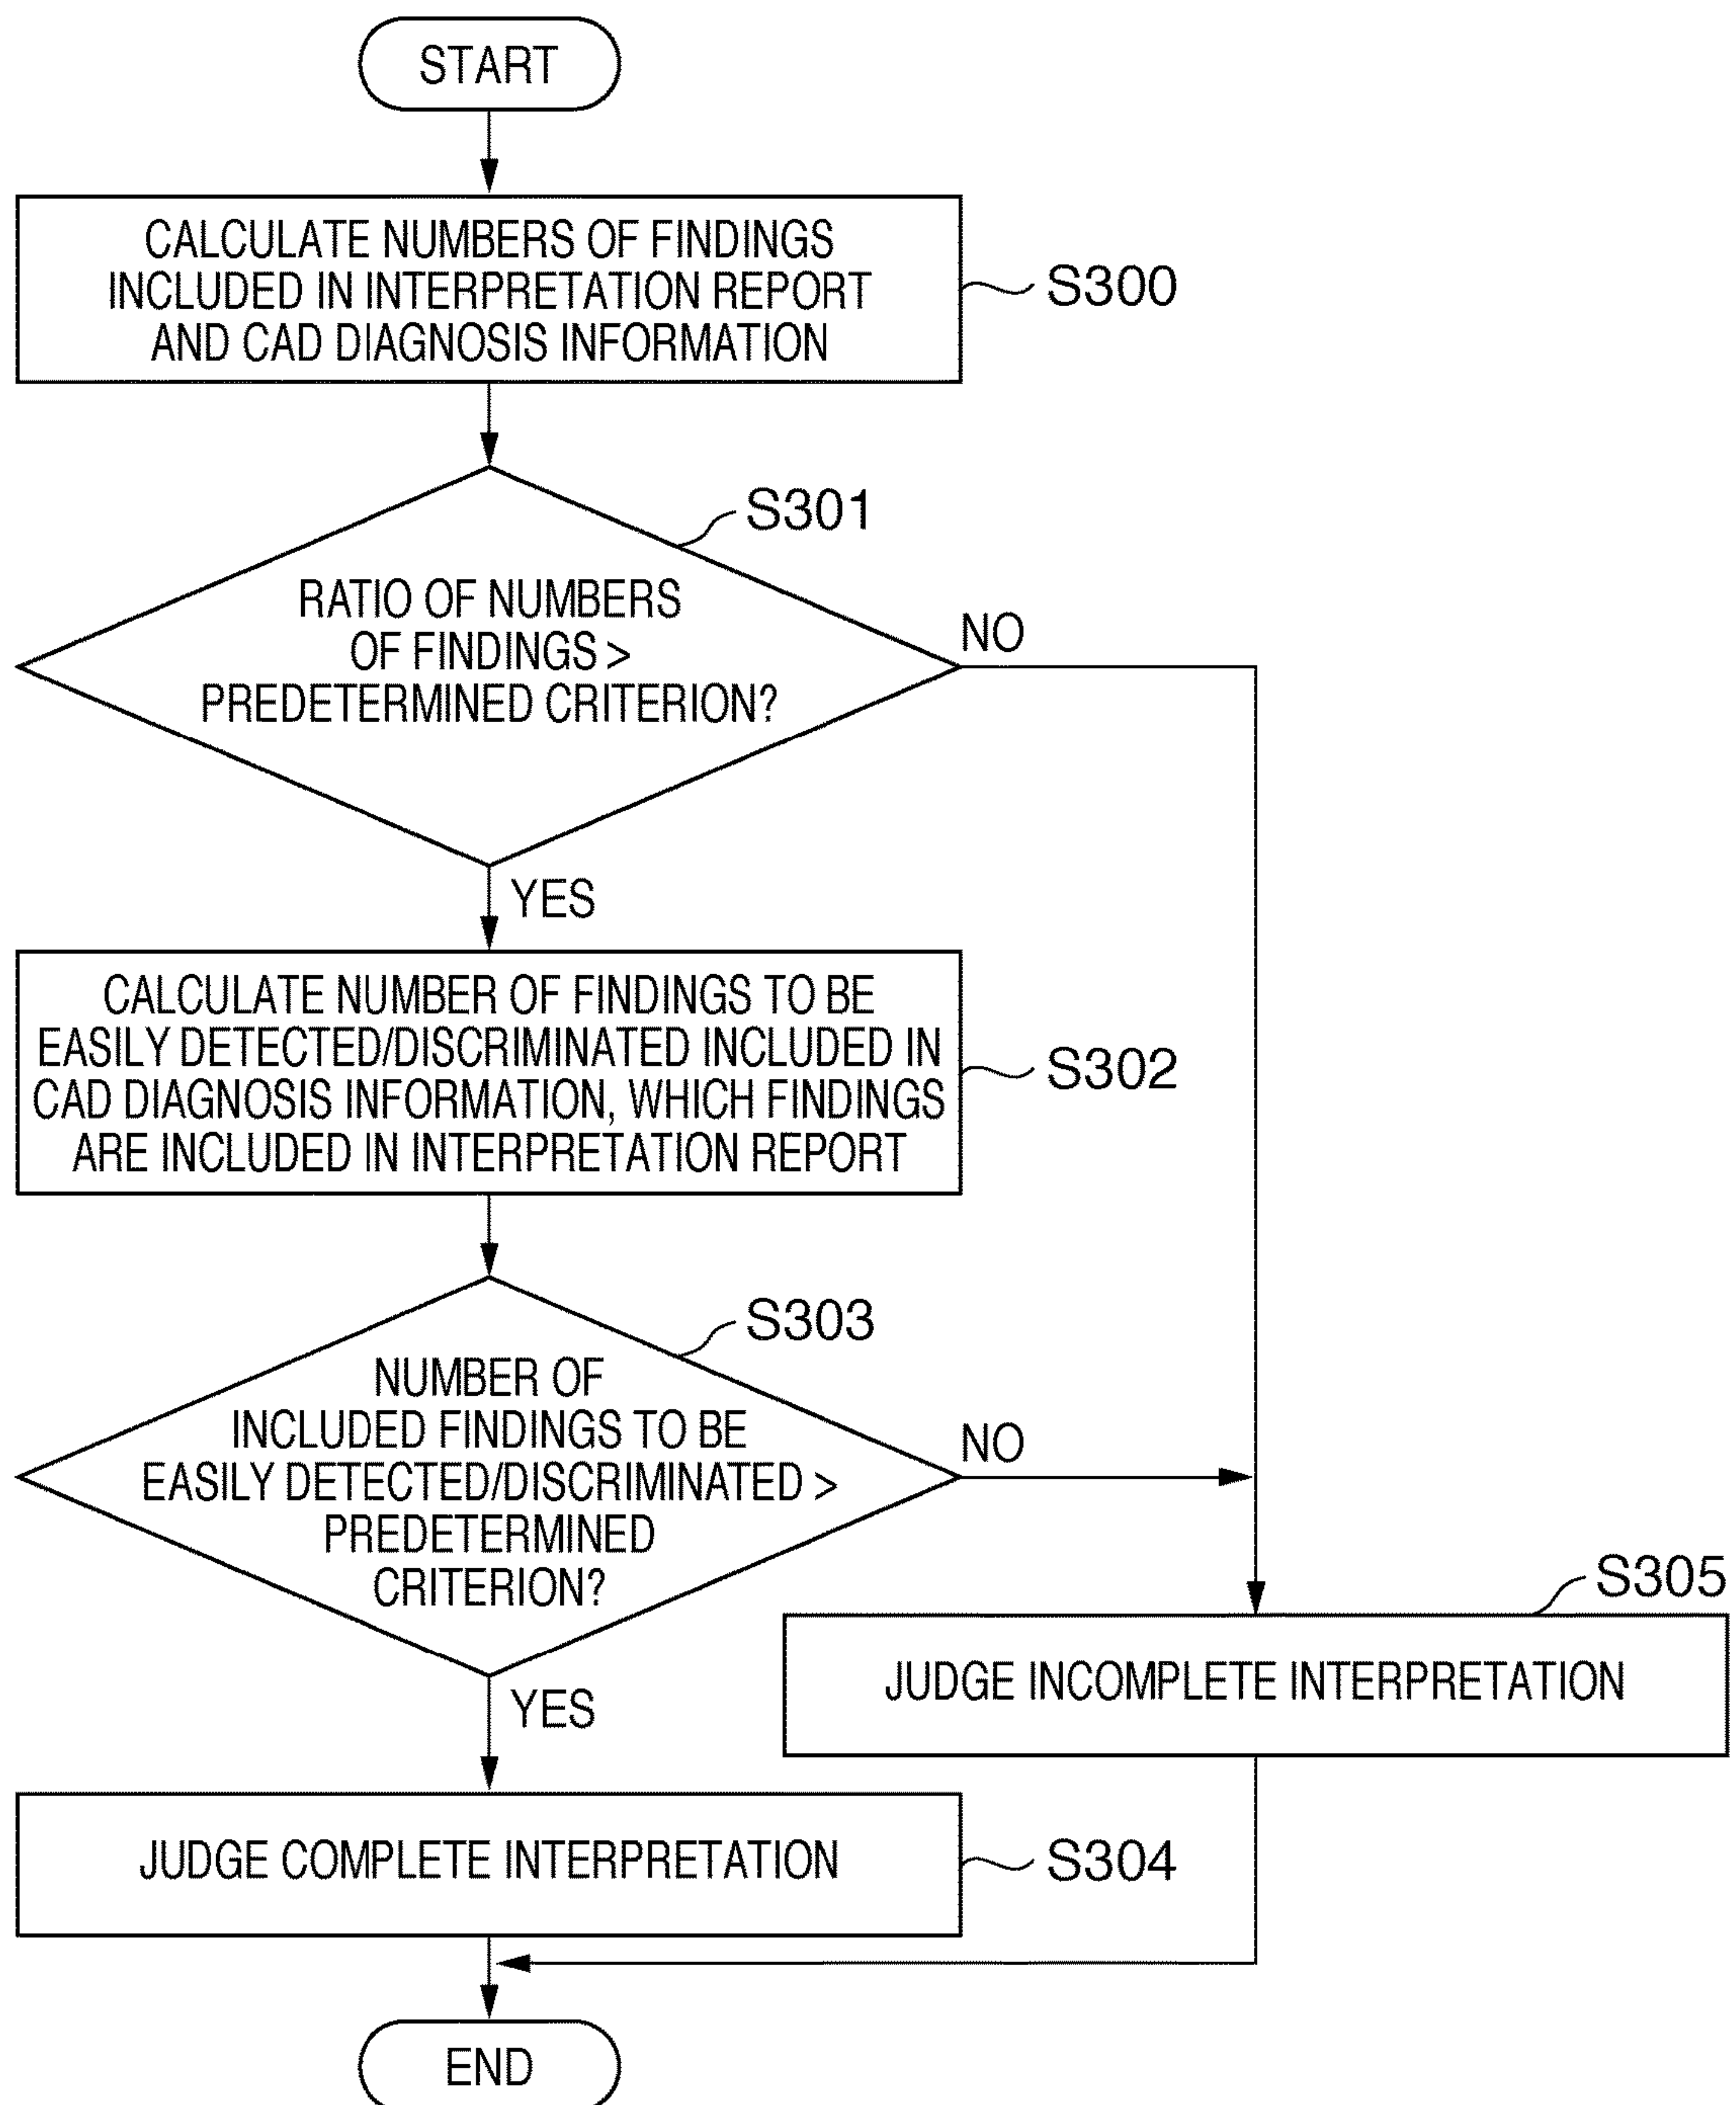 START
CALCULATE NUMBERS OF FINDINGS
INCLUDED IN INTERPRETATION REPORT
AND CAD DIAGNOSIS INFORMATION
S300
S301
RATIO OF NUMBERS
OF FINDINGS >
PREDETERMINED CRITERION?
NO
YES
CALCULATE NUMBER OF FINDINGS TO BE
EASILY DETECTED/DISCRIMINATED INCLUDED IN
CAD DIAGNOSIS INFORMATION, WHICH FINDINGS
ARE INCLUDED IN INTERPRETATION REPORT
S302
S303
NUMBER OF
INCLUDED FINDINGS TO BE
EASILY DETECTED/DISCRIMINATED >
PREDETERMINED
CRITERION?
NO
YES
S305
JUDGE INCOMPLETE INTERPRETATION
JUDGE COMPLETE INTERPRETATION
S304
END